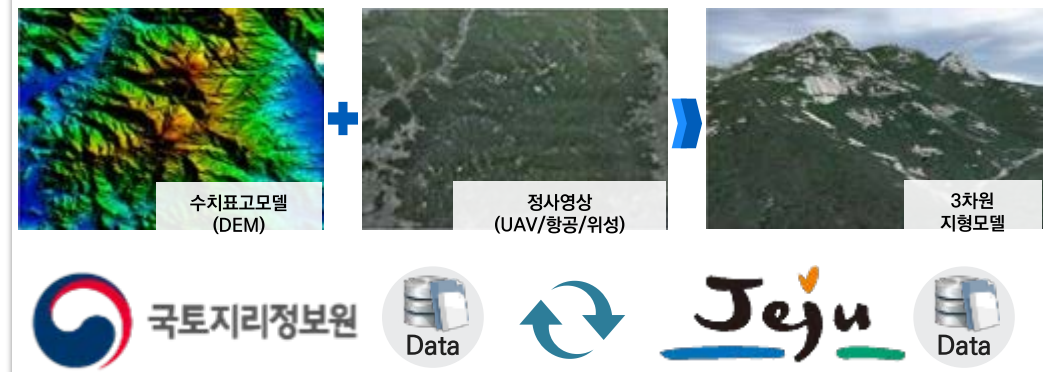 수치표고모델
(DEM)
정사영상
(UAV/항공/위성)
3차원
지형모델
국토지리정보원
Data
Jeju
Data